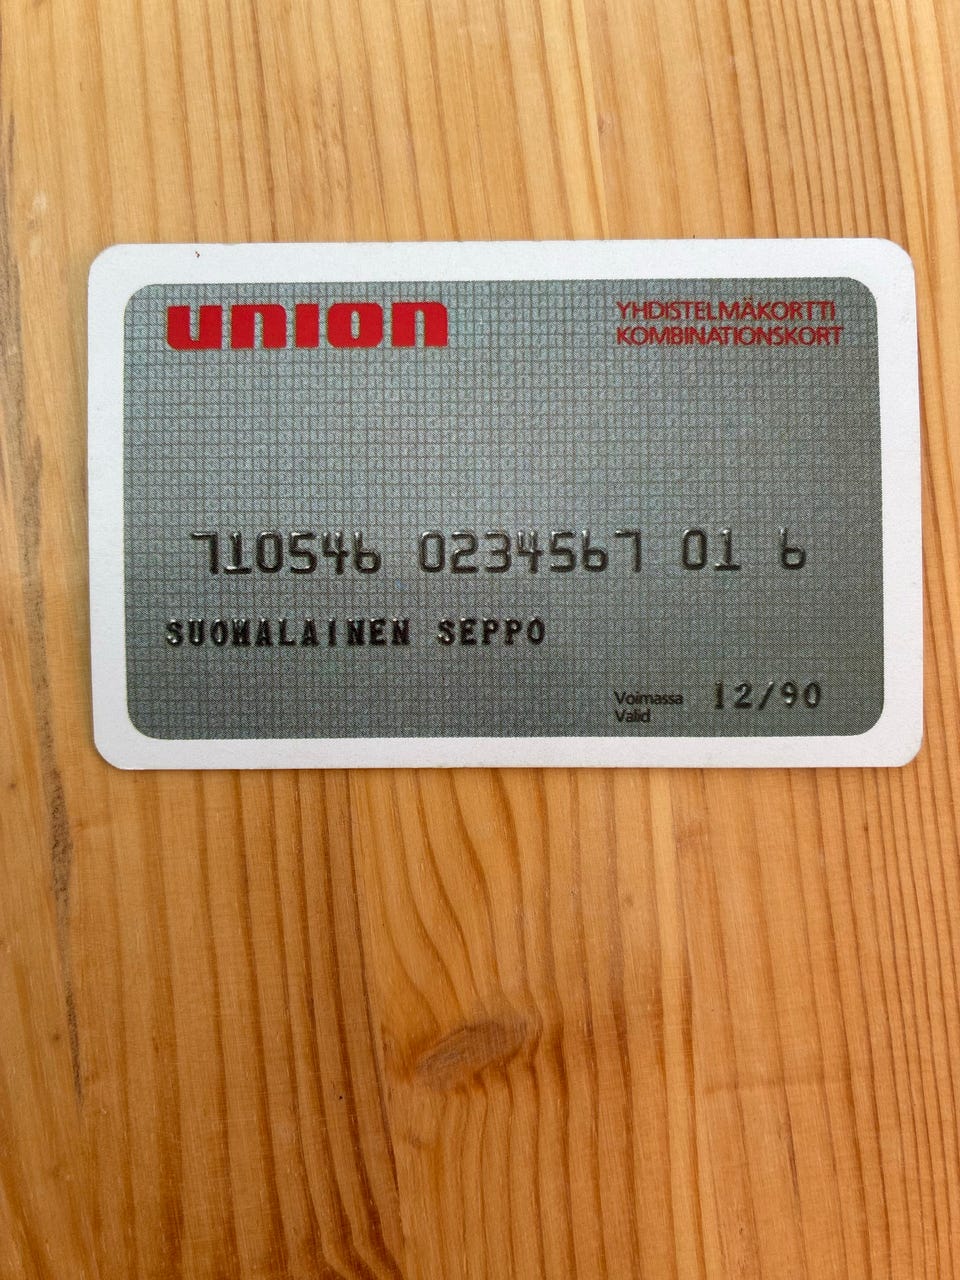 union
YHDISTELMÄKORTTI
KOMBINATIONSKORT
710546 0234567 01 6
SUOMALAINEN SEPPO
Voimassa 12/90
Valid